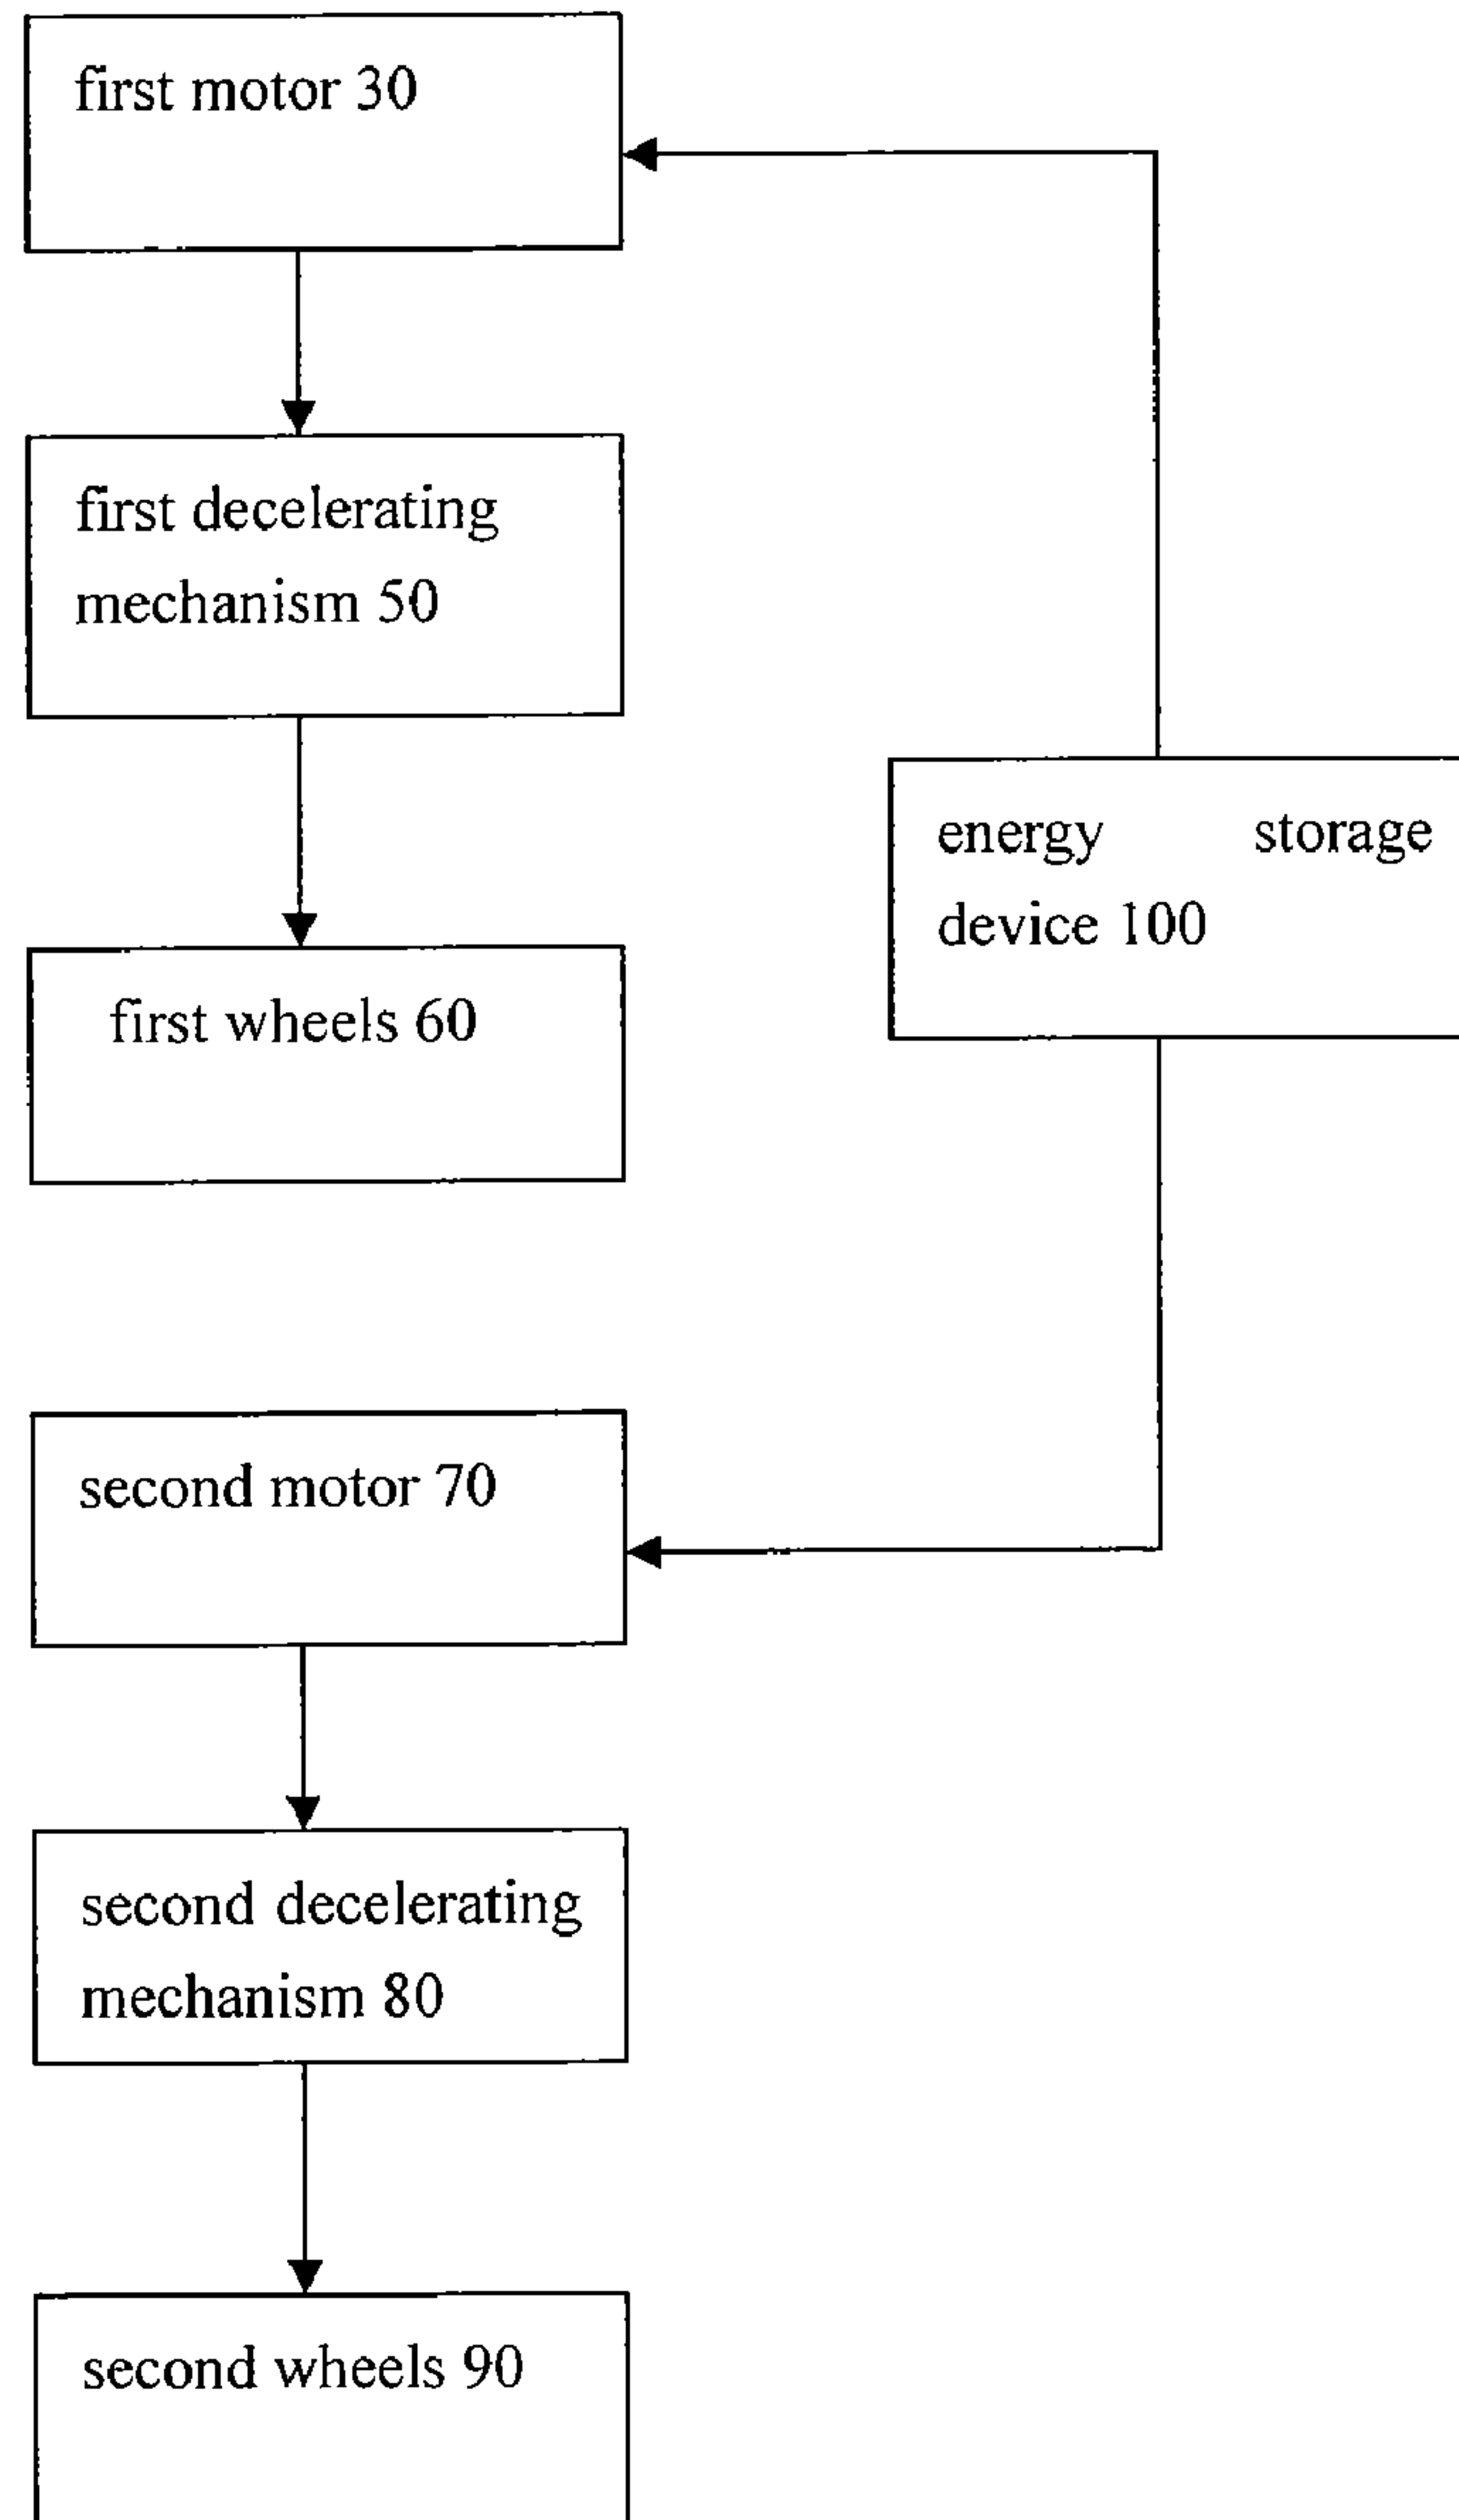 first motor 30
first decelerating
mechanism 50
energy storage
device 100
first wheels 60
second motor 70
second decelerating
mechanism 80
second wheels 90